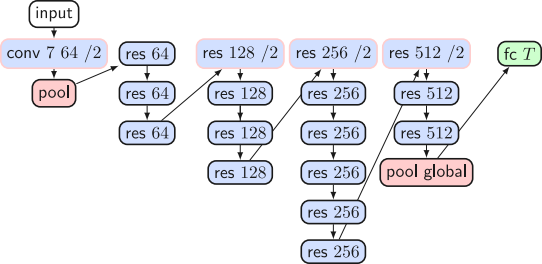 input
conv 7 64 /2
pool
res 64
res 64
res 64
res 128 /2
res 128
res 128
res 128
res 256 /2
res 256
res 256
res 256
res 256
res 256
res 512 /2
res 512
res 512
pool global
fc T